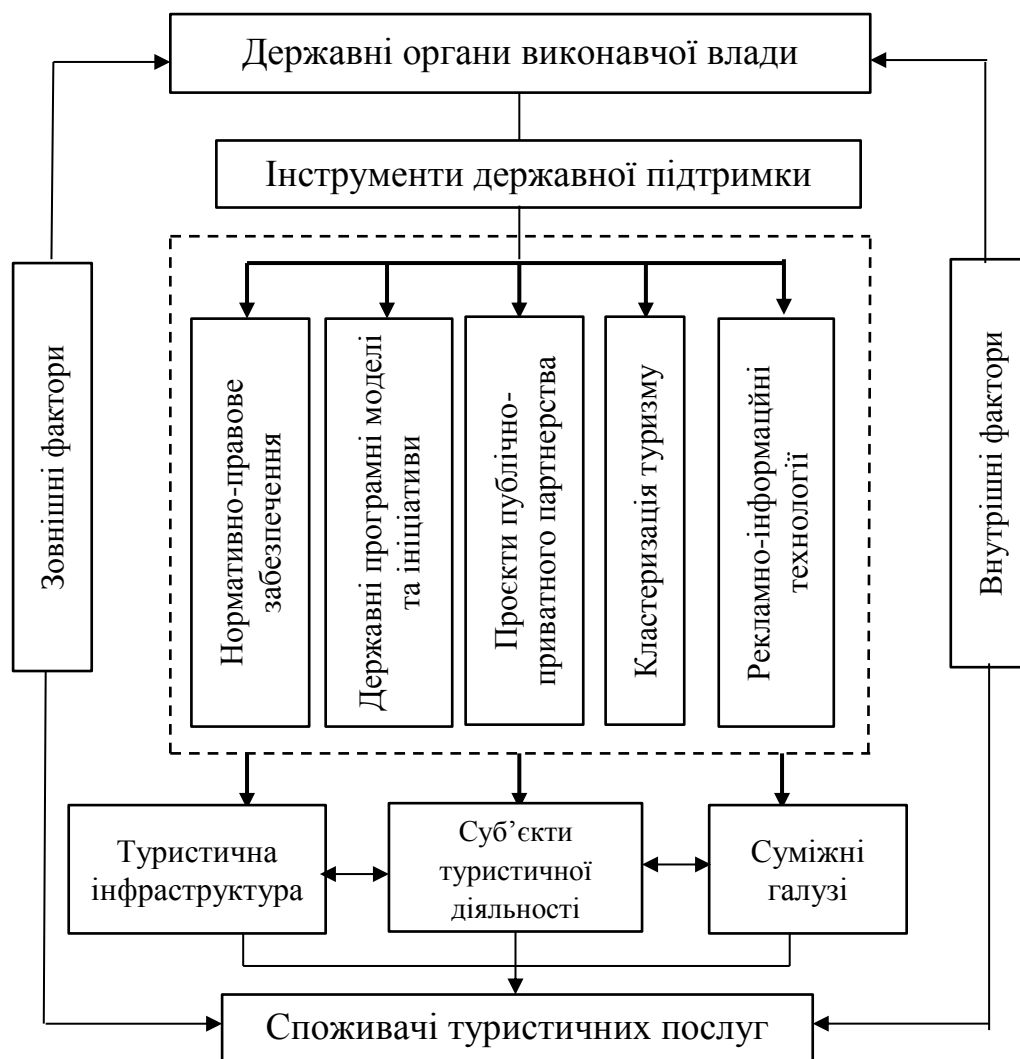 Державні органи виконавчої влади
Інструменти державної підтримки
Зовнішні фактори
Нормативно-правове
забезпечення
Державні програмні моделі
та ініціативи
Проєкти публічно-
приватного партнерства
Кластеризація туризму
Рекламно-інформаційні
технології
Внутрішні фактори
Туристична
інфраструктура
Суб’єкти
туристичної
діяльності
Суміжні
галузі
Споживачі туристичних послуг